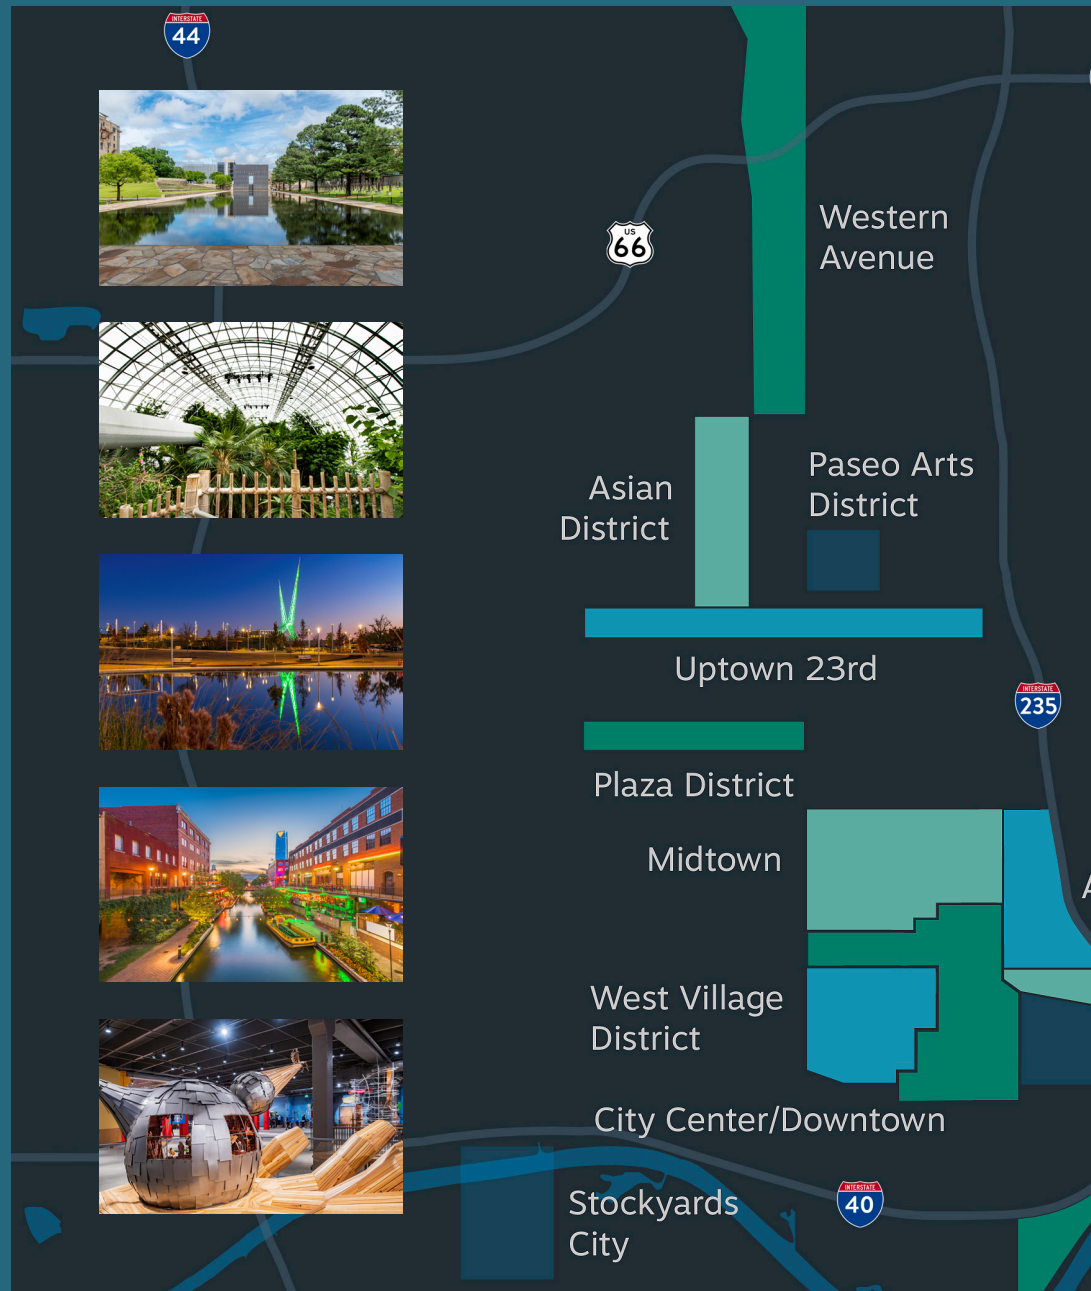 INTERSTATE
44
US
66
Western
Avenue
Asian
District
Paseo Arts
District
Uptown 23rd
INTERSTATE
235
Plaza District
Midtown
West Village
District
City Center/Downtown
Stockyards
City
INTERSTATE
40